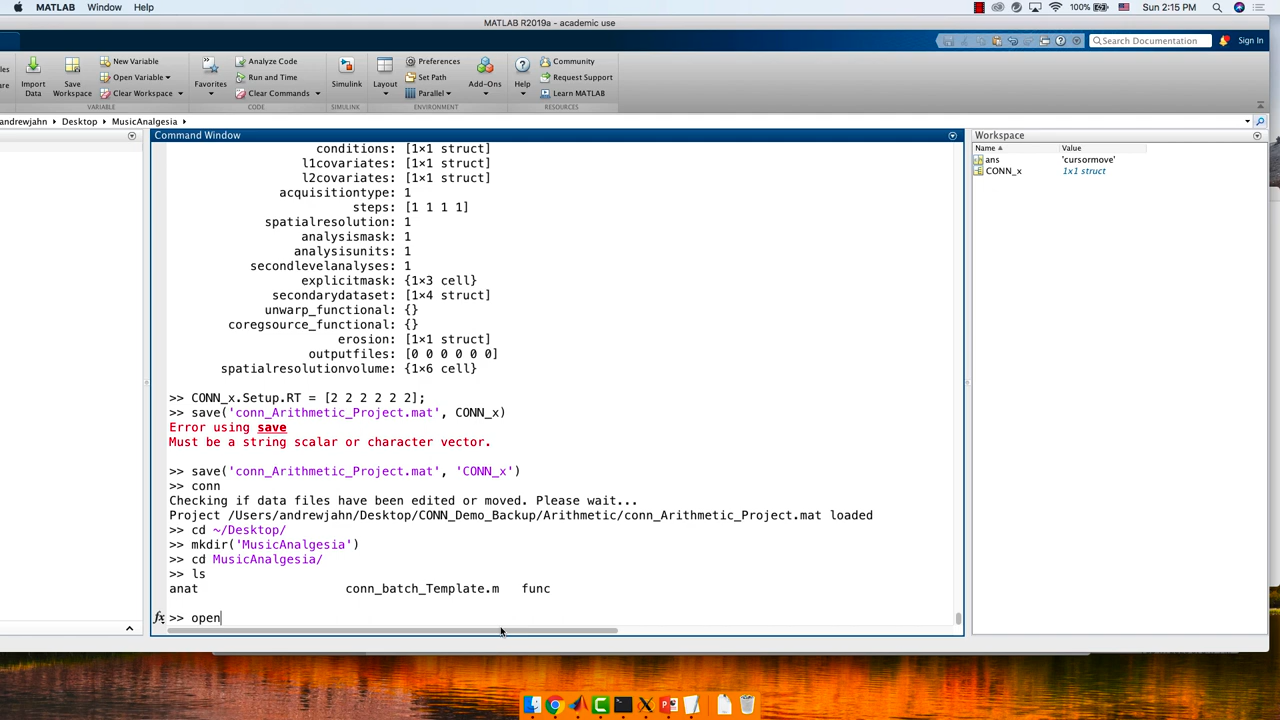 MATLAB Window Help
100% Sun 2:15 PM
MATLAB R2019a - academic use
Search Documentation Sign In
Import Data
Save Workspace
New Variable
Open Variable
Clear Workspace
VARIABLE
Favorites
Analyze Code
Run and Time
Clear Commands
CODE
Simulink
SIMULINK
Layout
Preferences
Set Path
Parallel
Add-Ons
ENVIRONMENT
Help
Community
Request Support
Learn MATLAB
RESOURCES
andrewjahn Desktop MusicAnalgesia
Command Window
conditions: [1×1 struct]
l1covariates: [1×1 struct]
l2covariates: [1×1 struct]
acquisitiontype: 1
steps: [1 1 1 1]
spatialresolution: 1
analysismask: 1
analysisunits: 1
secondlevelanalyses: 1
explicitmask: {1×3 cell}
secondarydataset: [1×4 struct]
unwarp_functional: {}
coregsource_functional: {}
erosion: [1×1 struct]
outputfiles: [0 0 0 0 0 0]
spatialresolutionvolume: {1×6 cell}
>> CONN_x.Setup.RT = [2 2 2 2 2 2];
>> save('conn_Arithmetic_Project.mat', CONN_x)
Error using save
Must be a string scalar or character vector.
>> save('conn_Arithmetic_Project.mat', 'CONN_x')
>> conn
Checking if data files have been edited or moved. Please wait...
Project /Users/andrewjahn/Desktop/CONN_Demo_Backup/Arithmetic/conn_Arithmetic_Project.mat loaded
>> cd ~/Desktop/
>> mkdir('MusicAnalgesia')
>> cd MusicAnalgesia/
>> ls
anat conn_batch_Template.m func
fx >> open
Workspace
Name Value
ans 'cursormove'
CONN_x 1x1 struct